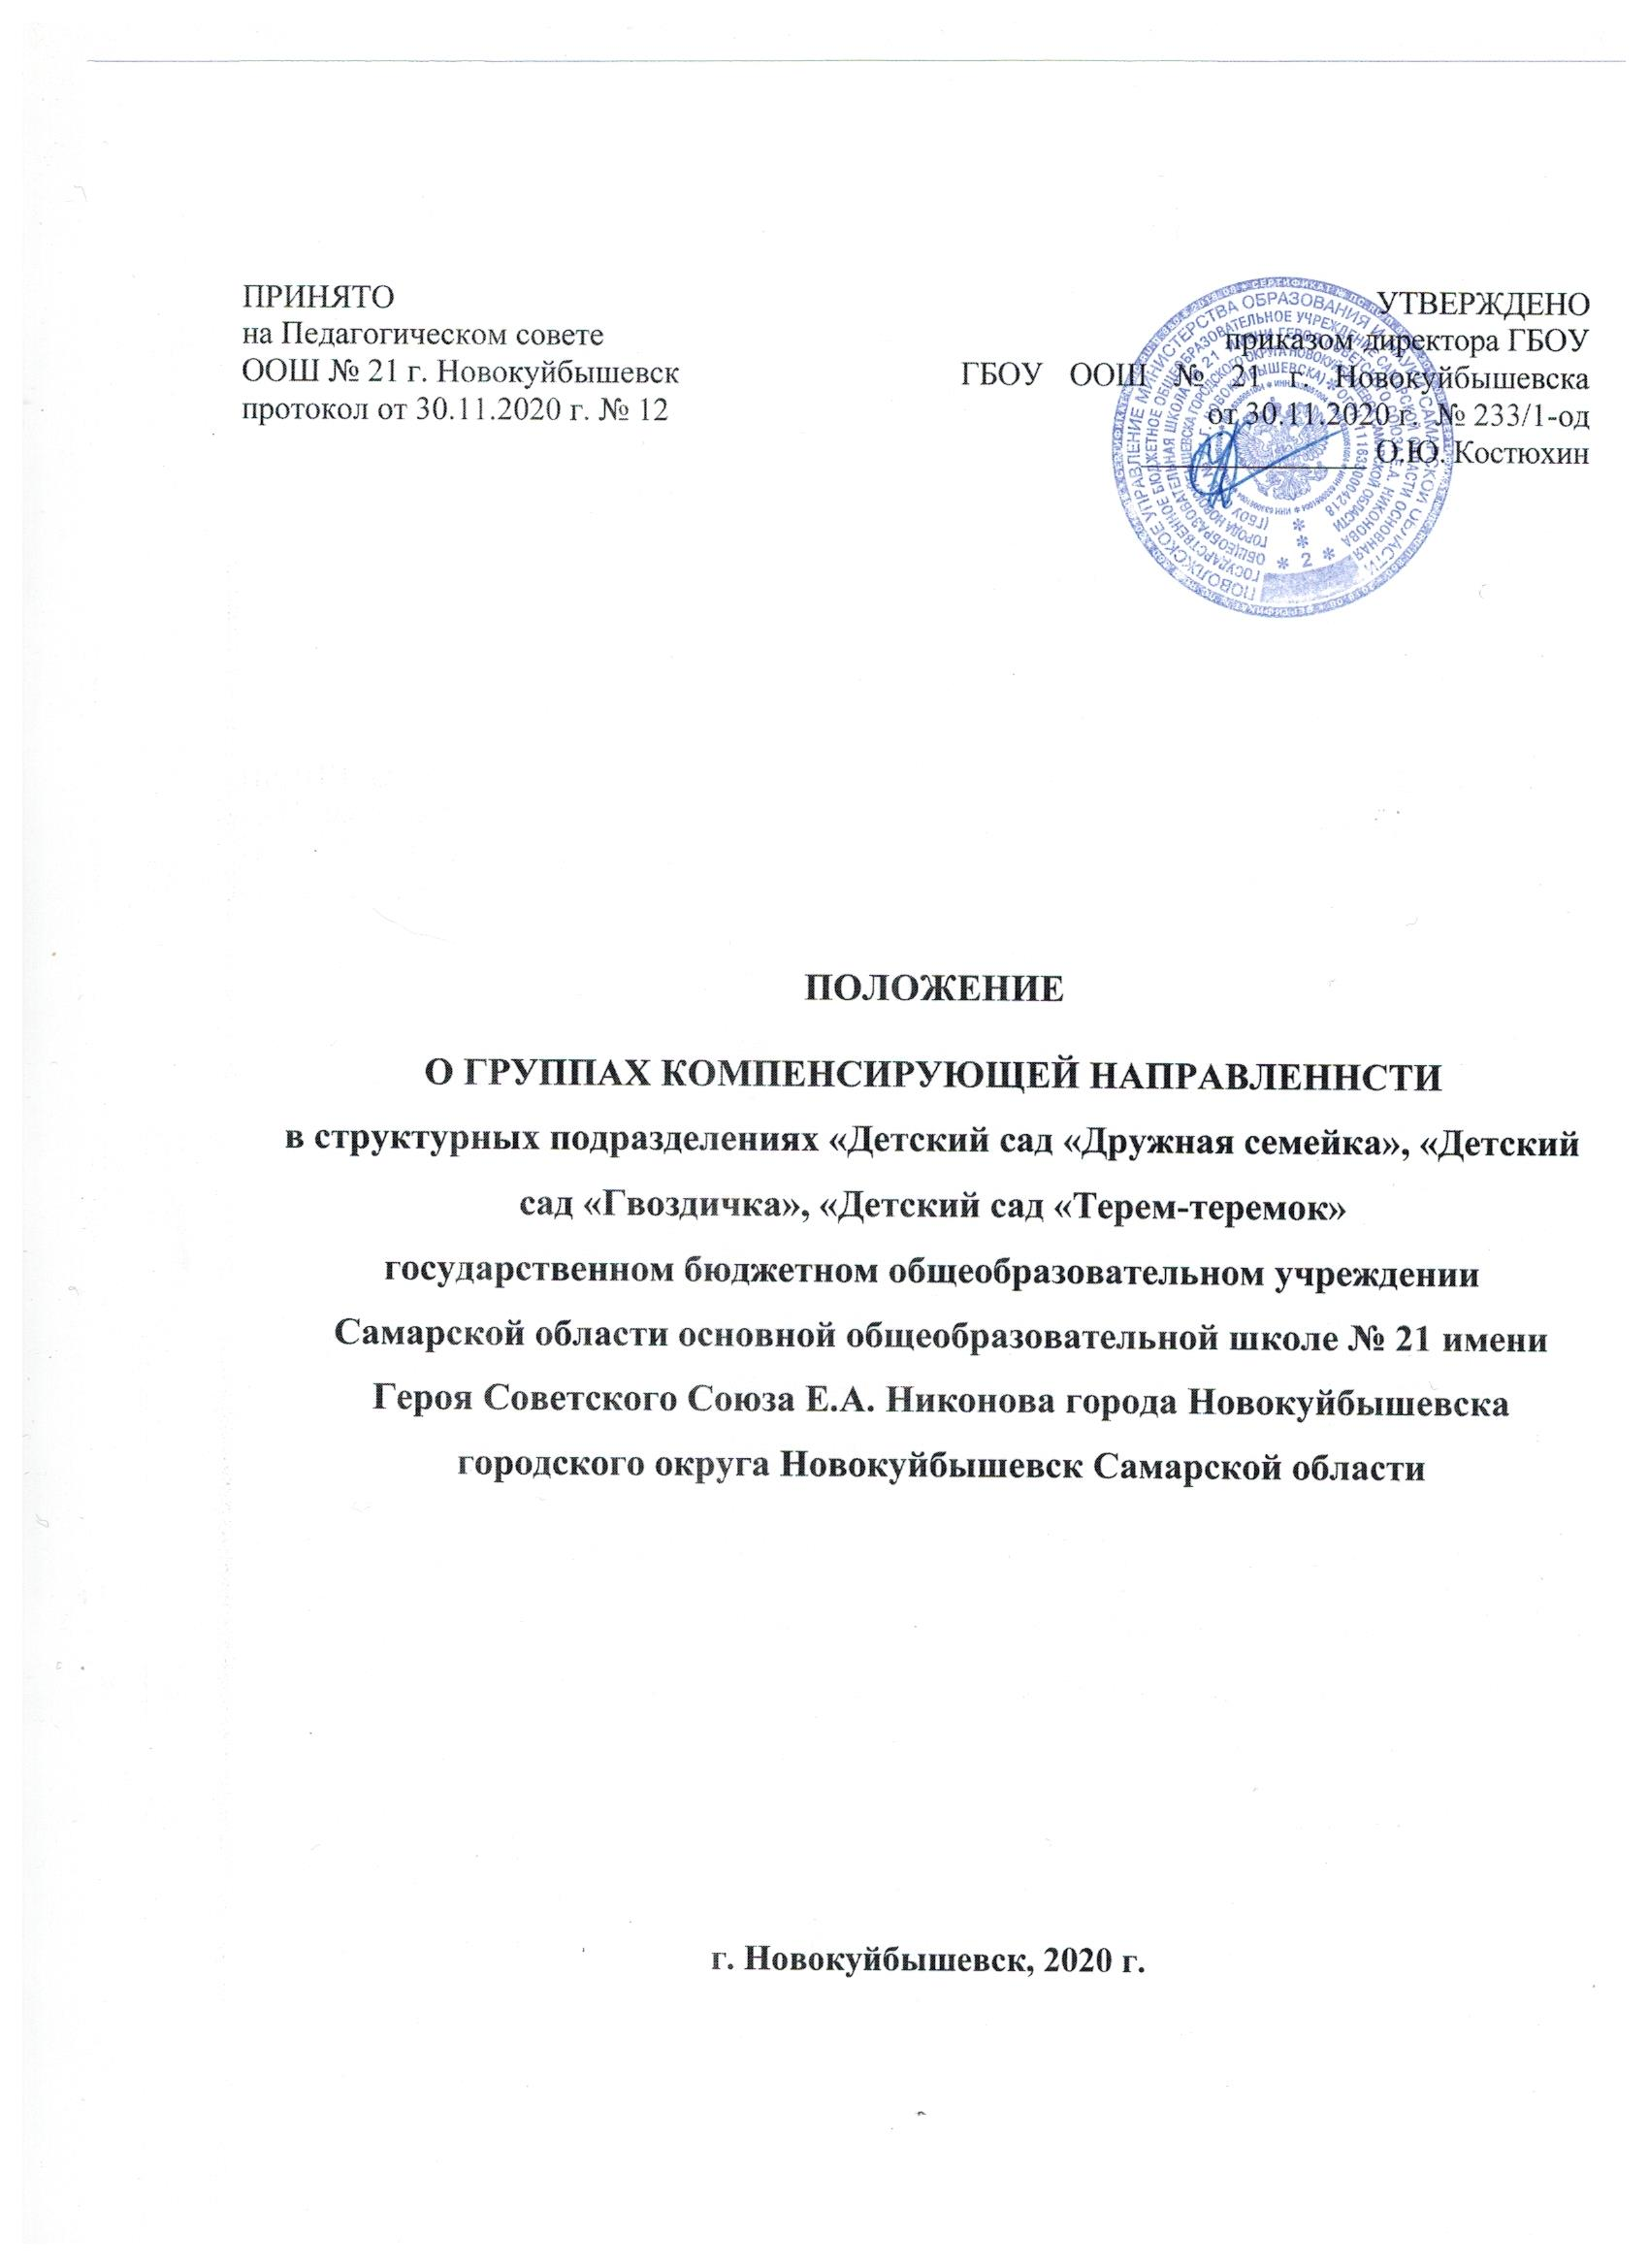 ПРИНЯТО
на Педагогическом совете
ООШ № 21 г. Новокуйбышевск
протокол от 30.11.2020 г. № 12
УТВЕРЖДЕНО
приказом директора ГБОУ
ГБОУ ООШ № 21 г. Новокуйбышевска
от 30.11.2020 г. № 233/1-од
О.Ю. Костюхин
ПОЛОЖЕНИЕ
О ГРУППАХ КОМПЕНСИРУЮЩЕЙ НАПРАВЛЕННСТИ
в структурных подразделениях «Детский сад «Дружная семейка», «Детский
сад «Гвоздичка», «Детский сад «Терем-теремок»
государственном бюджетном общеобразовательном учреждении
Самарской области основной общеобразовательной школе № 21 имени
Героя Советского Союза Е.А. Никонова города Новокуйбышевска
городского округа Новокуйбышевск Самарской области
г. Новокуйбышевск, 2020 г.